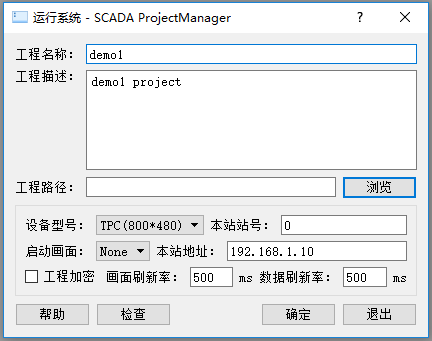 运行系统 - SCADA ProjectManager
工程名称： demo1
工程描述： demo1 project
工程路径： 浏览
设备型号： TPC(800*480) 本站站号： 0
启动画面： None 本站地址： 192.168.1.10
工程加密 画面刷新率： 500 ms 数据刷新率： 500 ms
帮助 检查 确定 退出